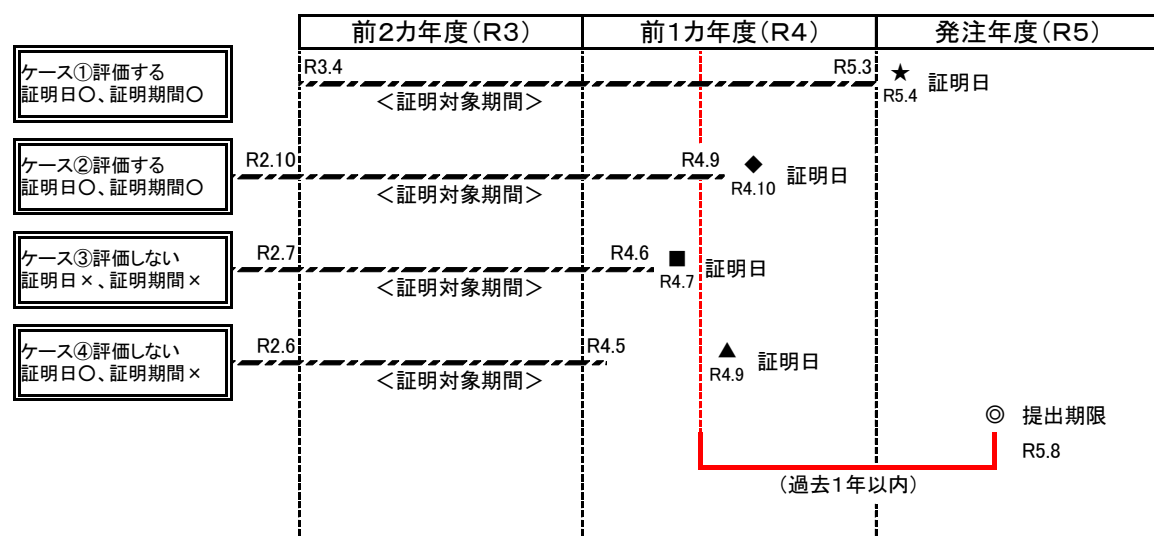 前2カ年度(R3)
前1カ年度(R4)
発注年度(R5)
ケース①評価する
証明日〇、証明期間〇
R3.4
R5.3
★
証明日
R5.4
<証明対象期間>
ケース②評価する
証明日〇、証明期間〇
R2.10
R4.9
◆
証明日
R4.10
<証明対象期間>
ケース③評価しない
証明日×、証明期間×
R2.7
R4.6
■
証明日
R4.7
<証明対象期間>
ケース④評価しない
証明日〇、証明期間×
R2.6
R4.5
▲
証明日
R4.9
<証明対象期間>
◎ 提出期限
R5.8
(過去1年以内)